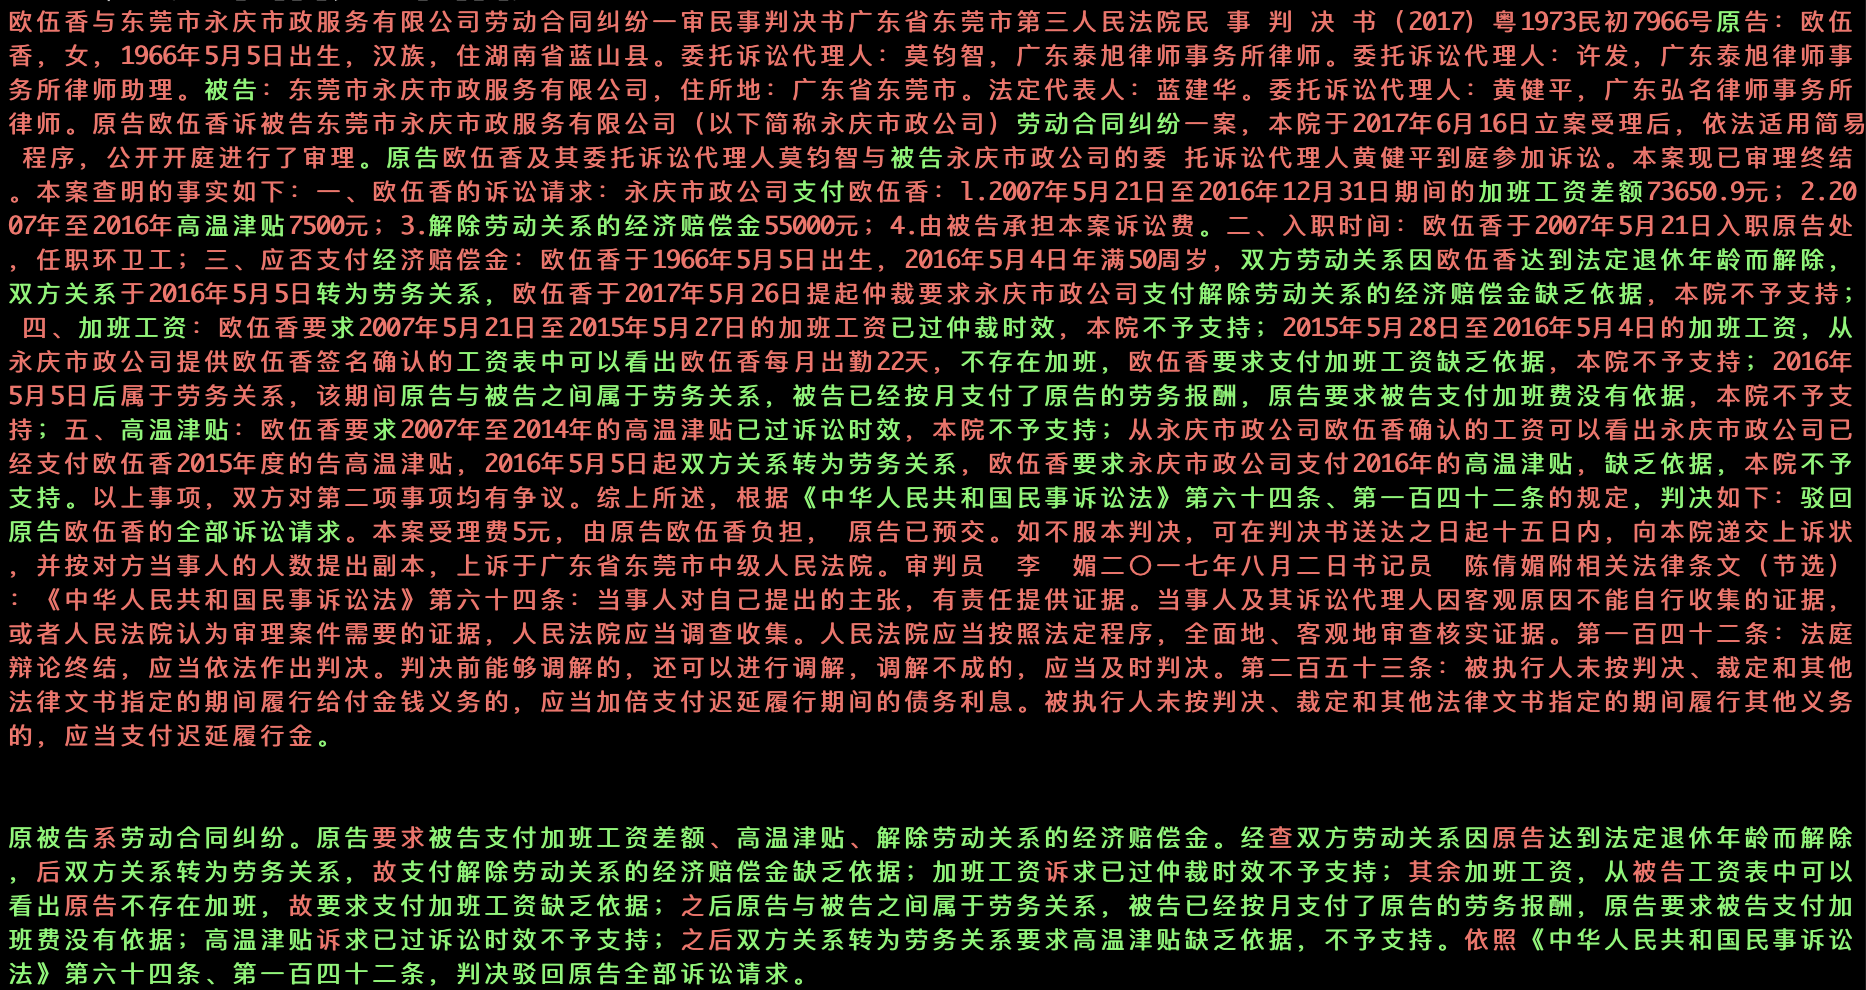 欧伍香与东莞市永庆市政服务有限公司劳动合同纠纷一审民事判决书广东省东莞市第三人民法院民 事 判 决 书（2017）粤1973民初7966号原告：欧伍
香，女，1966年5月5日出生，汉族，住湖南省蓝山县。委托诉讼代理人：莫钧智，广东泰旭律师事务所律师。委托诉讼代理人：许发，广东泰旭律师事
务所律师助理。被告：东莞市永庆市政服务有限公司，住所地：广东省东莞市。法定代表人：蓝建华。委托诉讼代理人：黄健平，广东弘名律师事务所
律师。原告欧伍香诉被告东莞市永庆市政服务有限公司（以下简称永庆市政公司）劳动合同纠纷一案，本院于2017年6月16日立案受理后，依法适用简易
程序，公开开庭进行了审理。原告欧伍香及其委托诉讼代理人莫钧智与被告永庆市政公司的委 托诉讼代理人黄健平到庭参加诉讼。本案现已审理终结
。本案查明的事实如下：一、欧伍香的诉讼请求：永庆市政公司支付欧伍香：l.2007年5月21日至2016年12月31日期间的加班工资差额73650.9元；2.20
07年至2016年高温津贴7500元；3.解除劳动关系的经济赔偿金55000元；4.由被告承担本案诉讼费。二、入职时间：欧伍香于2007年5月21日入职原告处
，任职环卫工；三、应否支付经济赔偿金：欧伍香于1966年5月5日出生，2016年5月4日年满50周岁，双方劳动关系因欧伍香达到法定退休年龄而解除，
双方关系于2016年5月5日转为劳务关系，欧伍香于2017年5月26日提起仲裁要求永庆市政公司支付解除劳动关系的经济赔偿金缺乏依据，本院不予支持；
四、加班工资：欧伍香要求2007年5月21日至2015年5月27日的加班工资已过仲裁时效，本院不予支持；2015年5月28日至2016年5月4日的加班工资，从
永庆市政公司提供欧伍香签名确认的工资表中可以看出欧伍香每月出勤22天，不存在加班，欧伍香要求支付加班工资缺乏依据，本院不予支持；2016年
5月5日后属于劳务关系，该期间原告与被告之间属于劳务关系，被告已经按月支付了原告的劳务报酬，原告要求被告支付加班费没有依据，本院不予支
持；五、高温津贴：欧伍香要求2007年至2014年的高温津贴已过诉讼时效，本院不予支持；从永庆市政公司欧伍香确认的工资可以看出永庆市政公司已
经支付欧伍香2015年度的告高温津贴，2016年5月5日起双方关系转为劳务关系，欧伍香要求永庆市政公司支付2016年的高温津贴，缺乏依据，本院不予
支持。以上事项，双方对第二项事项均有争议。综上所述，根据《中华人民共和国民事诉讼法》第六十四条、第一百四十二条的规定，判决如下：驳回
原告欧伍香的全部诉讼请求。本案受理费5元，由原告欧伍香负担， 原告已预交。如不服本判决，可在判决书送达之日起十五日内，向本院递交上诉状
，并按对方当事人的人数提出副本，上诉于广东省东莞市中级人民法院。审判员　李　媚二〇一七年八月二日书记员　陈倩媚附相关法律条文（节选）
：《中华人民共和国民事诉讼法》第六十四条：当事人对自己提出的主张，有责任提供证据。当事人及其诉讼代理人因客观原因不能自行收集的证据，
或者人民法院认为审理案件需要的证据，人民法院应当调查收集。人民法院应当按照法定程序，全面地、客观地审查核实证据。第一百四十二条：法庭
辩论终结，应当依法作出判决。判决前能够调解的，还可以进行调解，调解不成的，应当及时判决。第二百五十三条：被执行人未按判决、裁定和其他
法律文书指定的期间履行给付金钱义务的，应当加倍支付迟延履行期间的债务利息。被执行人未按判决、裁定和其他法律文书指定的期间履行其他义务
的，应当支付迟延履行金。
原被告系劳动合同纠纷。原告要求被告支付加班工资差额、高温津贴、解除劳动关系的经济赔偿金。经查双方劳动关系因原告达到法定退休年龄而解除
，后双方关系转为劳务关系，故支付解除劳动关系的经济赔偿金缺乏依据；加班工资诉求已过仲裁时效不予支持；其余加班工资，从被告工资表中可以
看出原告不存在加班，故要求支付加班工资缺乏依据；之后原告与被告之间属于劳务关系，被告已经按月支付了原告的劳务报酬，原告要求被告支付加
班费没有依据；高温津贴诉求已过诉讼时效不予支持；之后双方关系转为劳务关系要求高温津贴缺乏依据，不予支持。依照《中华人民共和国民事诉讼
法》第六十四条、第一百四十二条，判决驳回原告全部诉讼请求。